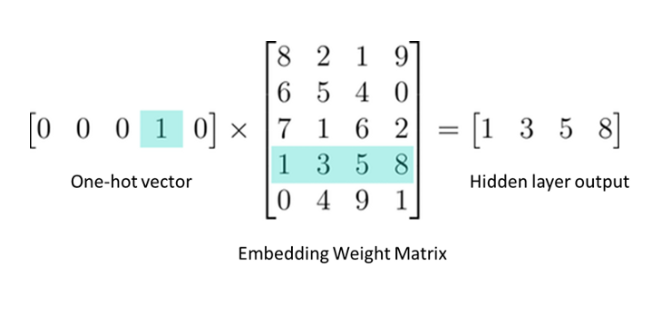 8 2 1 9
6 5 4 0
[0 0 0 1 0] × 7 1 6 2 = [1 3 5 8]
1 3 5 8
One-hot vector
Hidden layer output
0 4 9 1
Embedding Weight Matrix